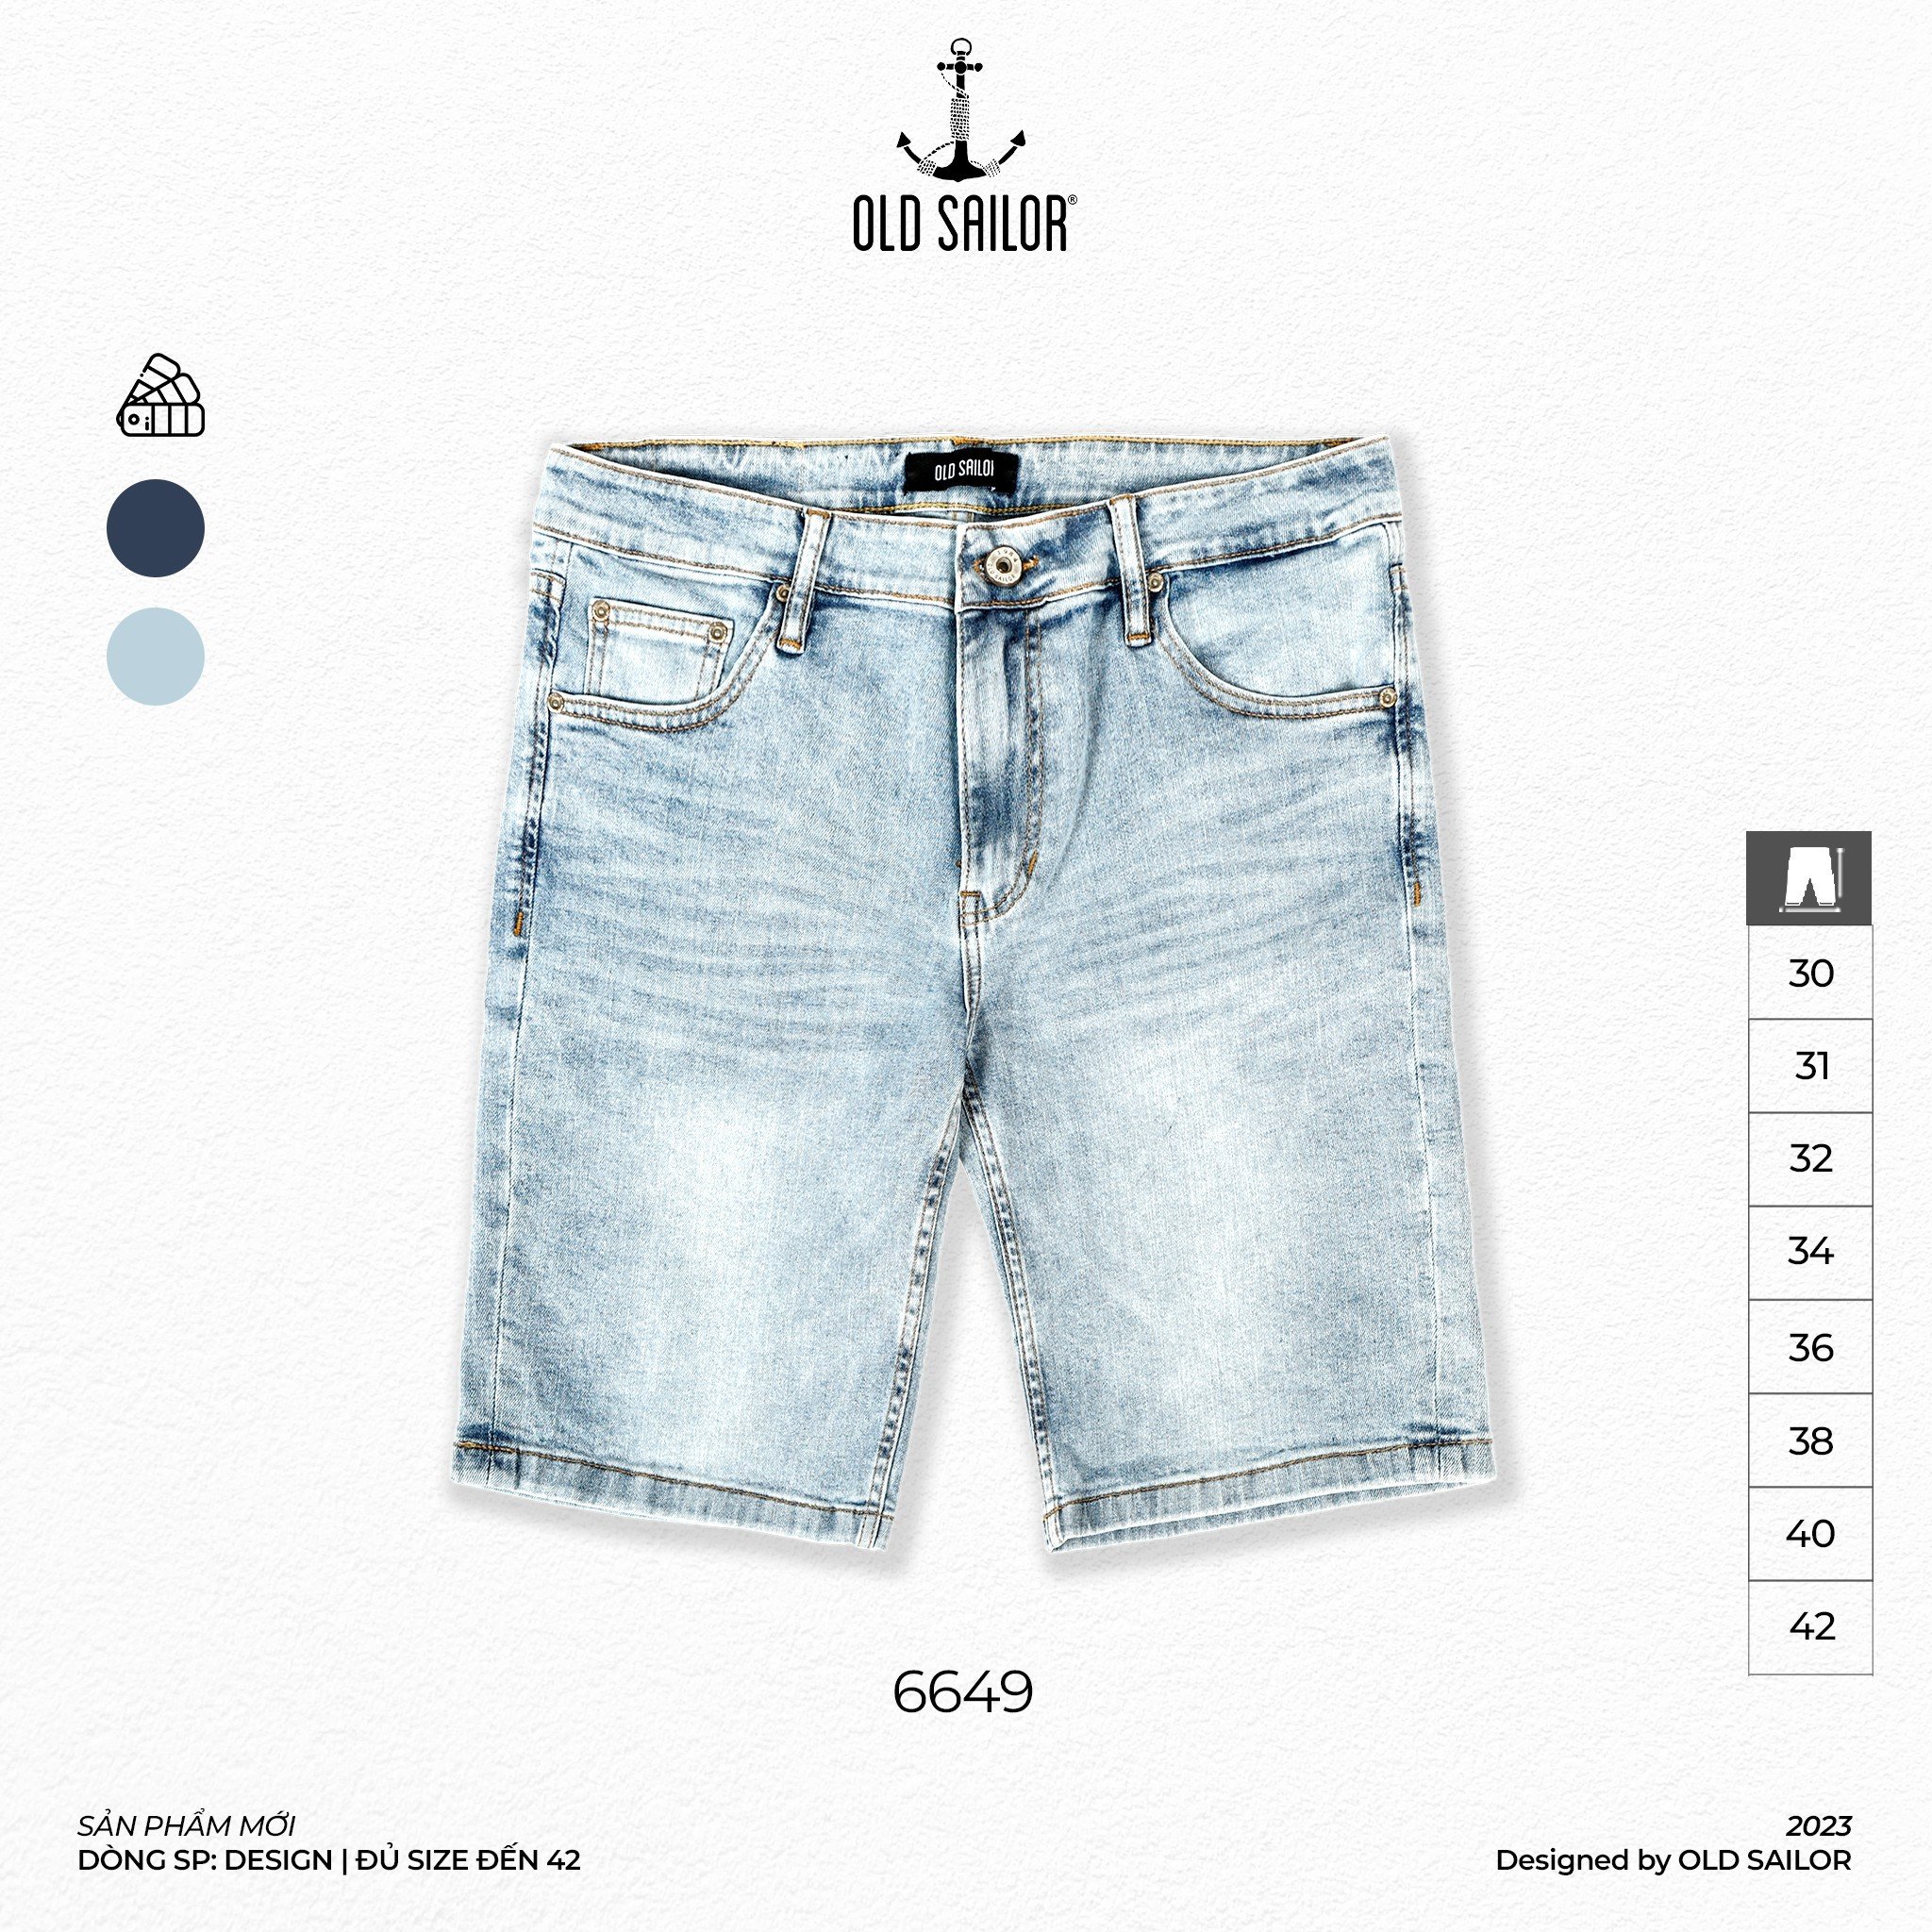 OLD SAILOR®
OLD SAILOI
30
31
32
34
36
38
40
42
6649
SẢN PHẨM MỚI
DÒNG SP: DESIGN | ĐỦ SIZE ĐẾN 42
2023
Designed by OLD SAILOR